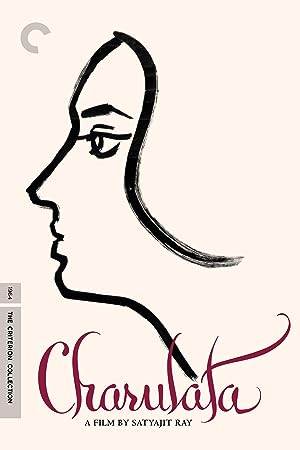 1964
THE CRITERION COLLECTION
Charulata
A FILM BY SATYAJIT RAY